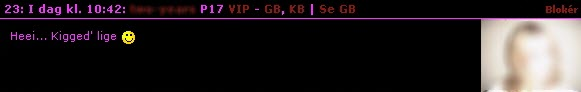 23: I dag kl. 10:42: P17 VIP - GB, KB | Se GB Blokér
Heei... Kigged' lige